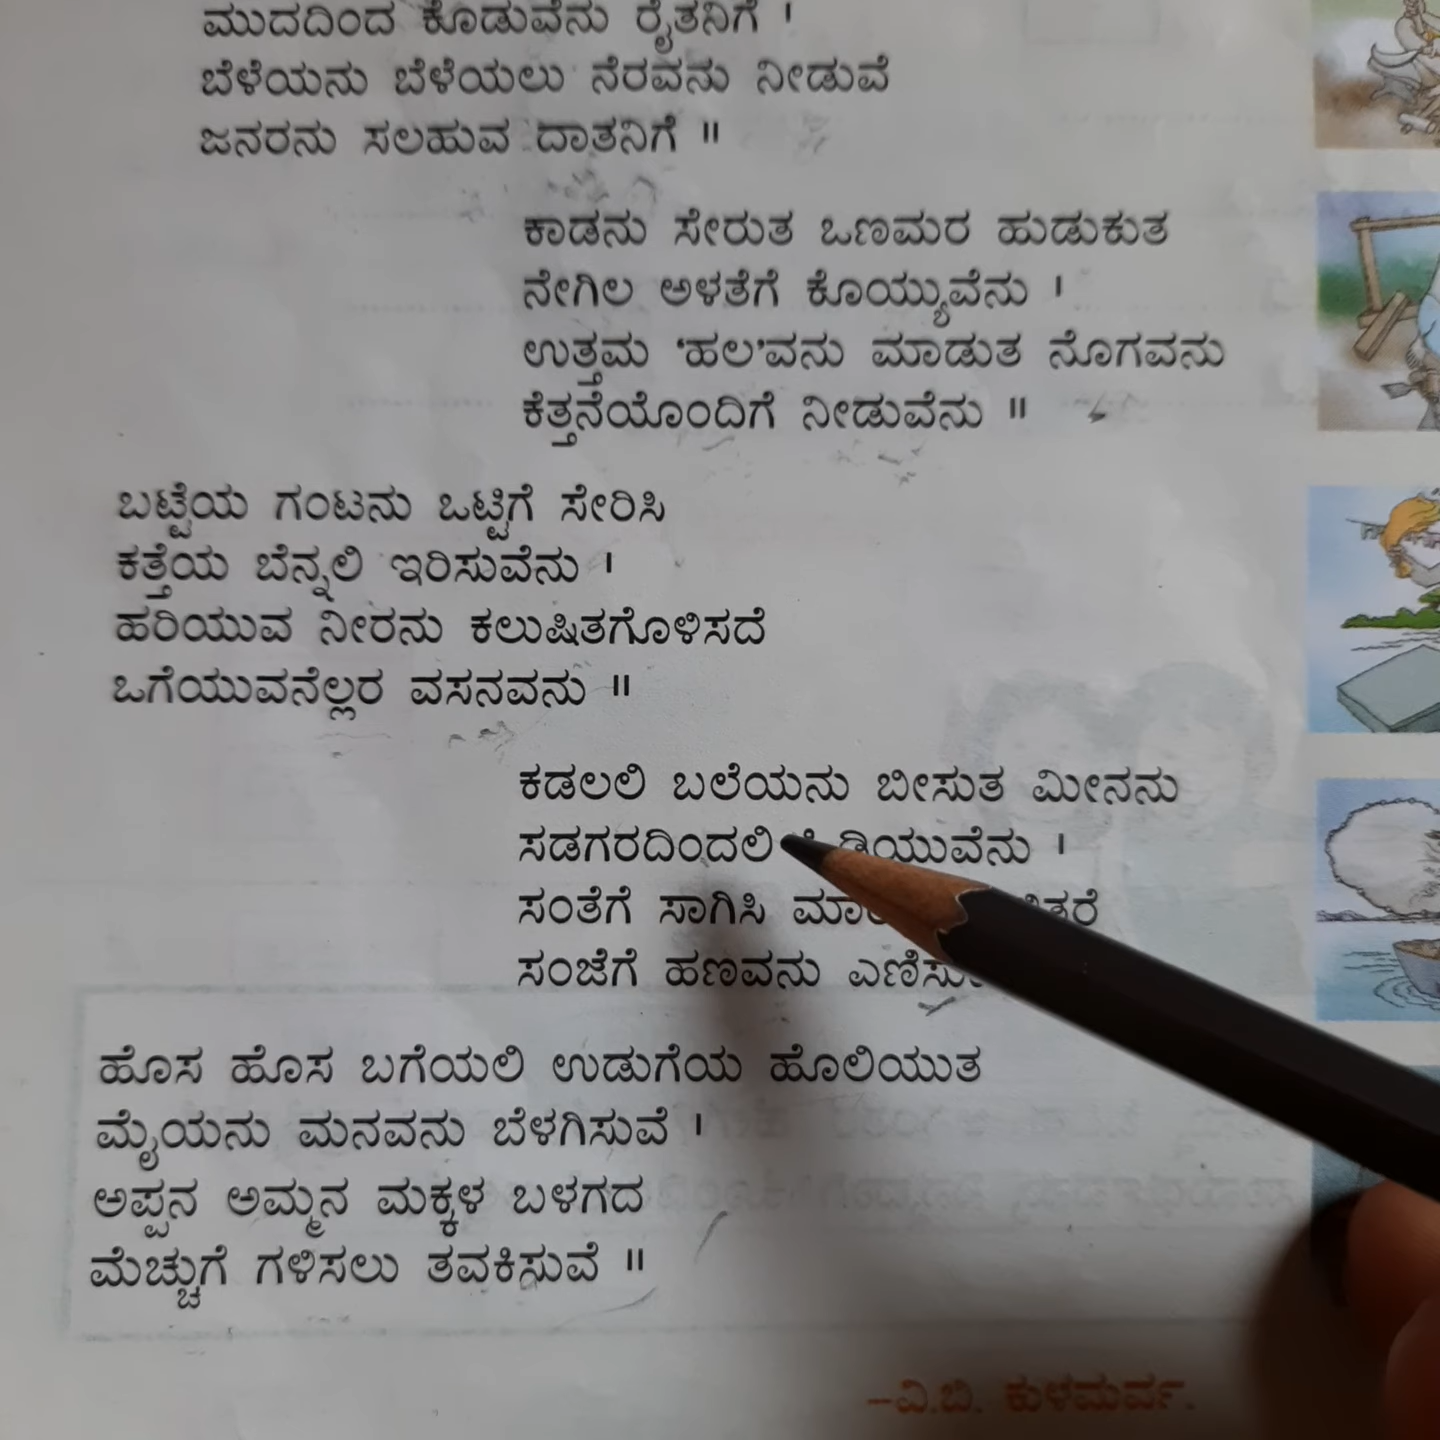 ಮುದದಿಂದ ಕೊಡುವೆನು ರೈತನಿಗೆ ।
ಬೆಳೆಯನು ಬೆಳೆಯಲು ನೆರವನು ನೀಡುವೆ
ಜನರನು ಸಲಹುವ ದಾತನಿಗೆ ॥
ಕಾಡನು ಸೇರುತ ಒಣಮರ ಹುಡುಕುತ
ನೇಗಿಲ ಅಳತೆಗೆ ಕೊಯ್ಯುವೆನು ।
ಉತ್ತಮ ‘ಹಲ’ವನು ಮಾಡುತ ನೊಗವನು
ಕೆತ್ತನೆಯೊಂದಿಗೆ ನೀಡುವೆನು ॥
ಬಟ್ಟೆಯ ಗಂಟನು ಒಟ್ಟಿಗೆ ಸೇರಿಸಿ
ಕತ್ತೆಯ ಬೆನ್ನಲಿ ಇರಿಸುವೆನು ।
ಹರಿಯುವ ನೀರನು ಕಲುಷಿತಗೊಳಿಸದೆ
ಒಗೆಯುವನೆಲ್ಲರ ವಸನವನು ॥
ಕಡಲಲಿ ಬಲೆಯನು ಬೀಸುತ ಮೀನನು
ಸಡಗರದಿಂದಲಿ ।
ಸಂತೆಗೆ ಸಾಗಿಸಿ
ಸಂಜೆಗೆ ಹಣವನು
ಹೊಸ ಹೊಸ ಬಗೆಯಲಿ ಉಡುಗೆಯ ಹೊಲಿಯುತ
ಮೈಯನು ಮನವನು ಬೆಳಗಿಸುವೆ ।
ಅಪ್ಪನ ಅಮ್ಮನ ಮಕ್ಕಳ ಬಳಗದ
ಮೆಚ್ಚುಗೆ ಗಳಿಸಲು ತವಕಿಸುವೆ ॥
–ವಿ.ಬಿ. ಕುಳಮರ್ವ.